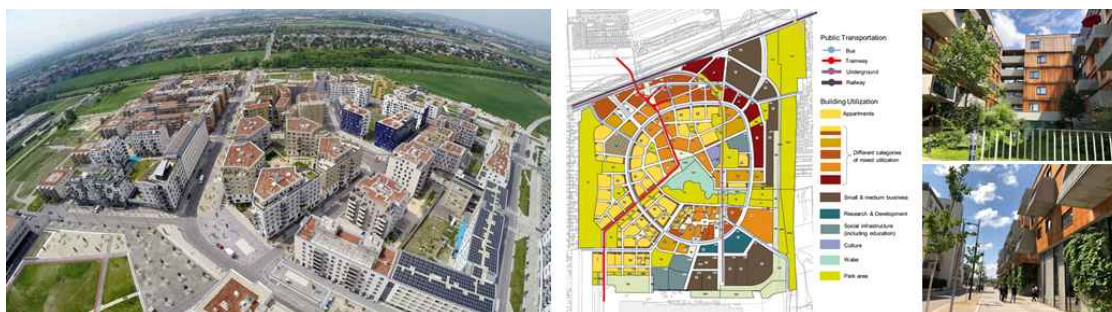 Public Transportation
Bus
Tramway
Underground
Railway
Building Utilization
Appartments
Different categories
of mixed utilization
Small & medium business
Research & Development
Social infrastructure
(including education)
Culture
Water
Park area